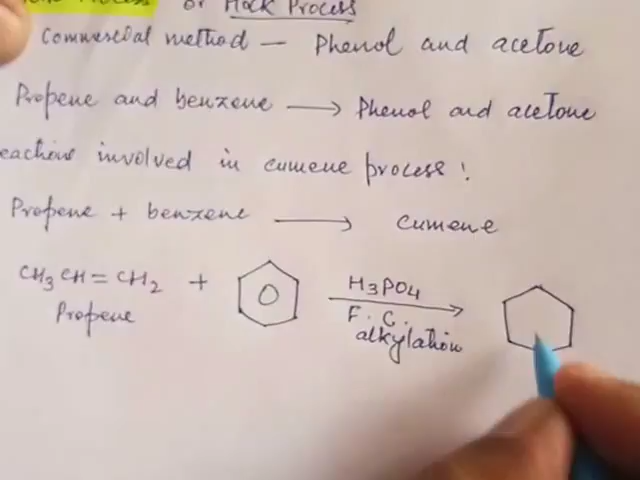 or Hock Process
Commercial method — Phenol and acetone
Propene and benzene ⟶ Phenol and acetone
eactions involved in cumene process :
Propene + benzene ⟶ cumene
CH3CH=CH2 + H3PO4
Propene F. C.
alkylation